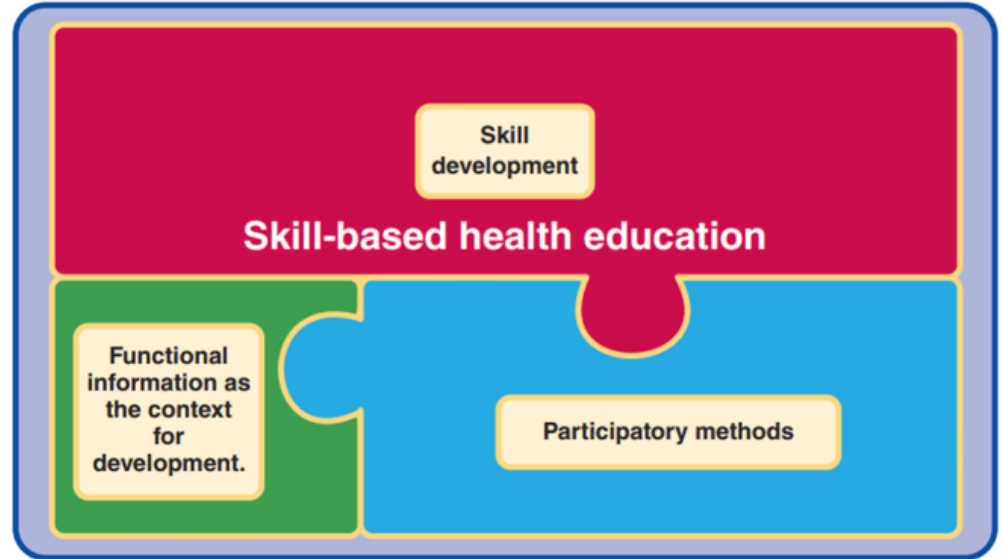 Skill
development
Skill-based health education
Functional
information as
the context
for
development.
Participatory methods